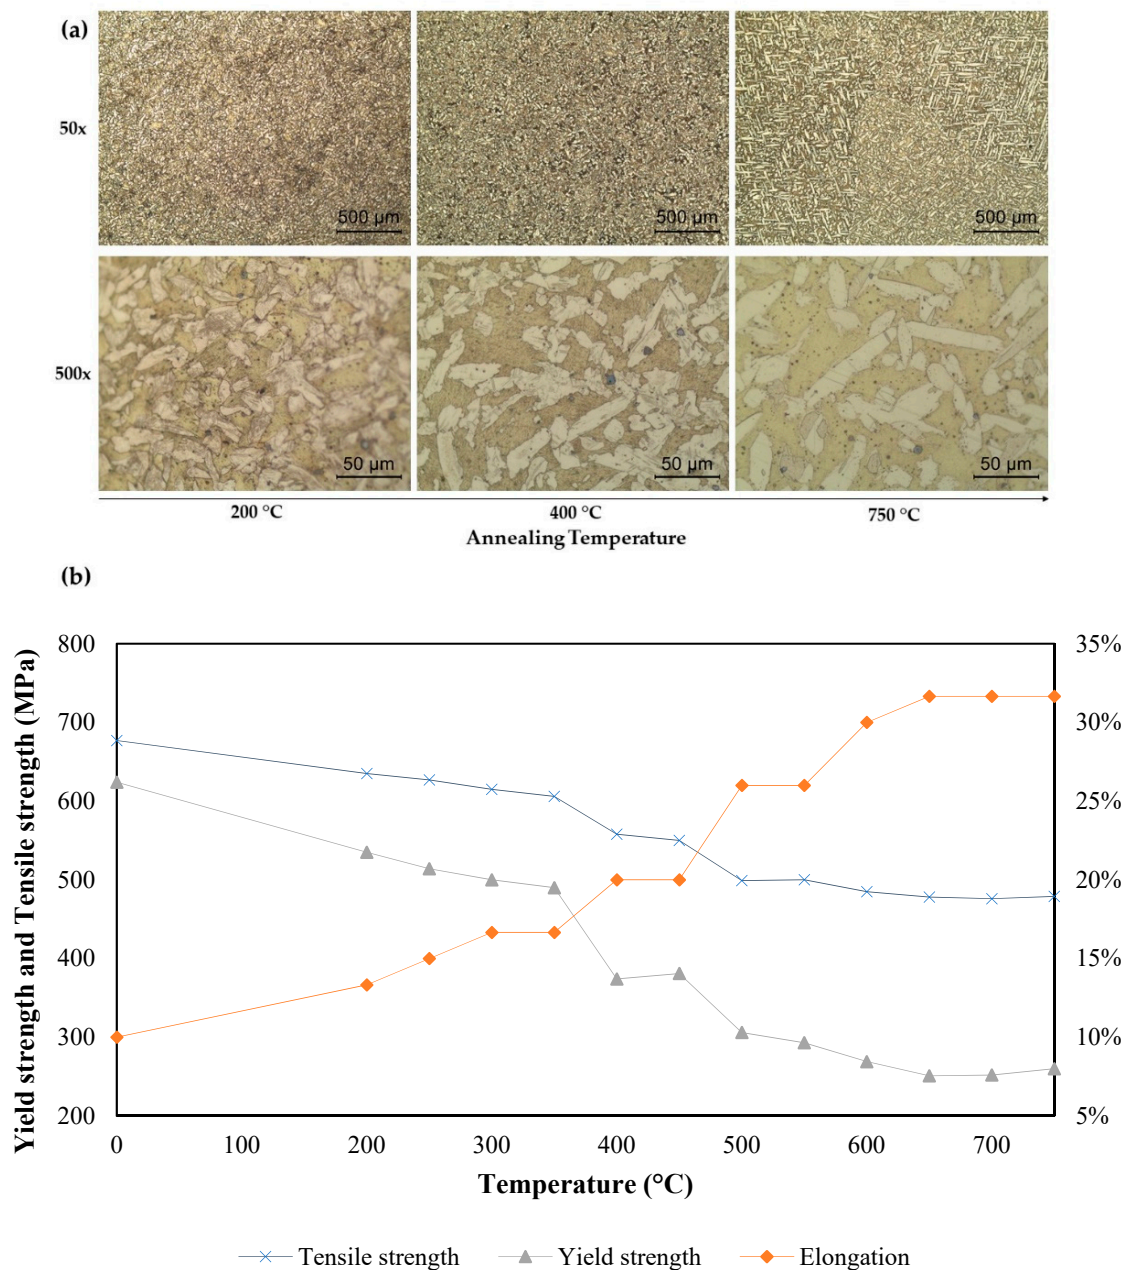 (a)
50x
500 µm
500 µm
500 µm
500x
50 µm
50 µm
50 µm
200 °C
400 °C
750 °C
Annealing Temperature
(b)
Yield strength and Tensile strength (MPa)
800
700
600
500
400
300
200
35%
30%
25%
20%
15%
10%
5%
0
100
200
300
400
500
600
700
Temperature (°C)
Tensile strength
Yield strength
Elongation